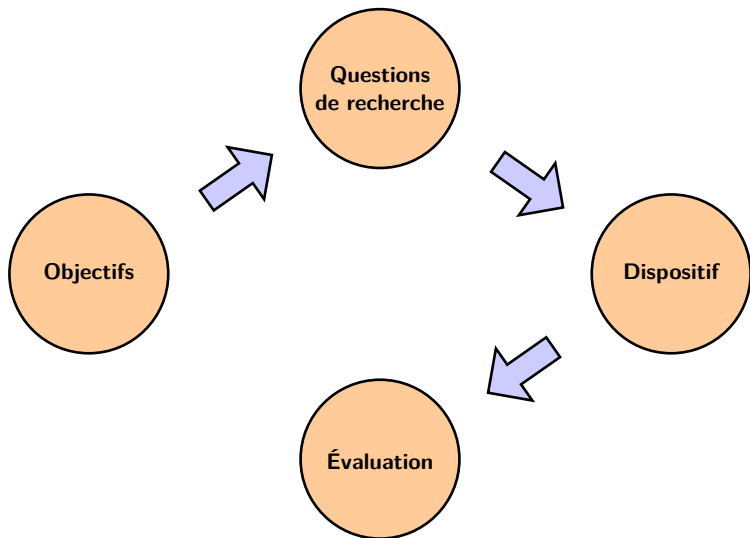 Questions
de recherche
Objectifs
Dispositif
Évaluation